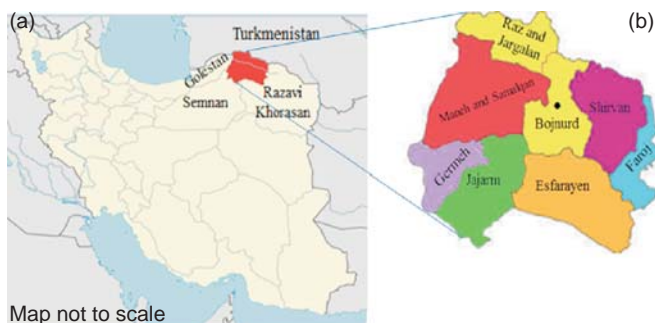 (a)
Turkmenistan
Golestan
Semnan
Razavi
Khorasan
Map not to scale
(b)
Raz and
Jargalan
Maneh and Samalqan
Shirvan
Bojnurd
Faroj
Germeh
Jajarm
Esfarayen